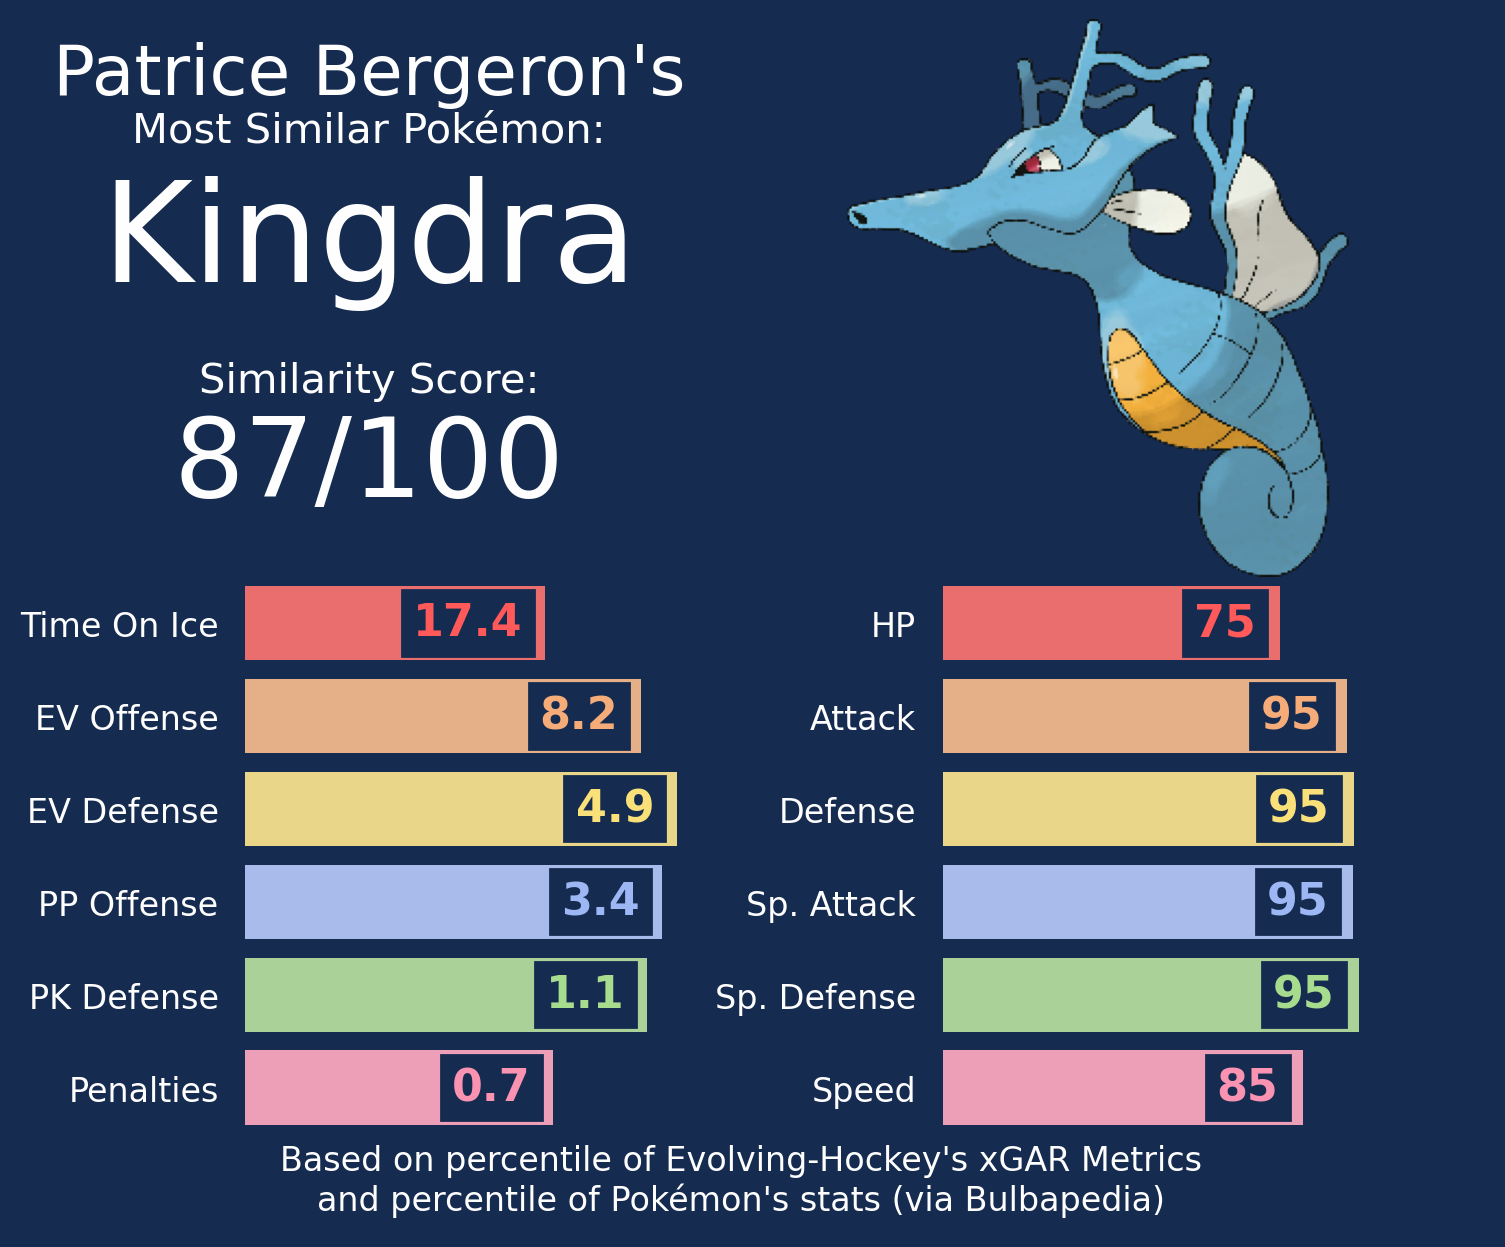 Patrice Bergeron's
Most Similar Pokémon:
Kingdra
Similarity Score:
87/100
Time On Ice 17.4
EV Offense 8.2
EV Defense 4.9
PP Offense 3.4
PK Defense 1.1
Penalties 0.7
HP 75
Attack 95
Defense 95
Sp. Attack 95
Sp. Defense 95
Speed 85
Based on percentile of Evolving-Hockey's xGAR Metrics
and percentile of Pokémon's stats (via Bulbapedia)